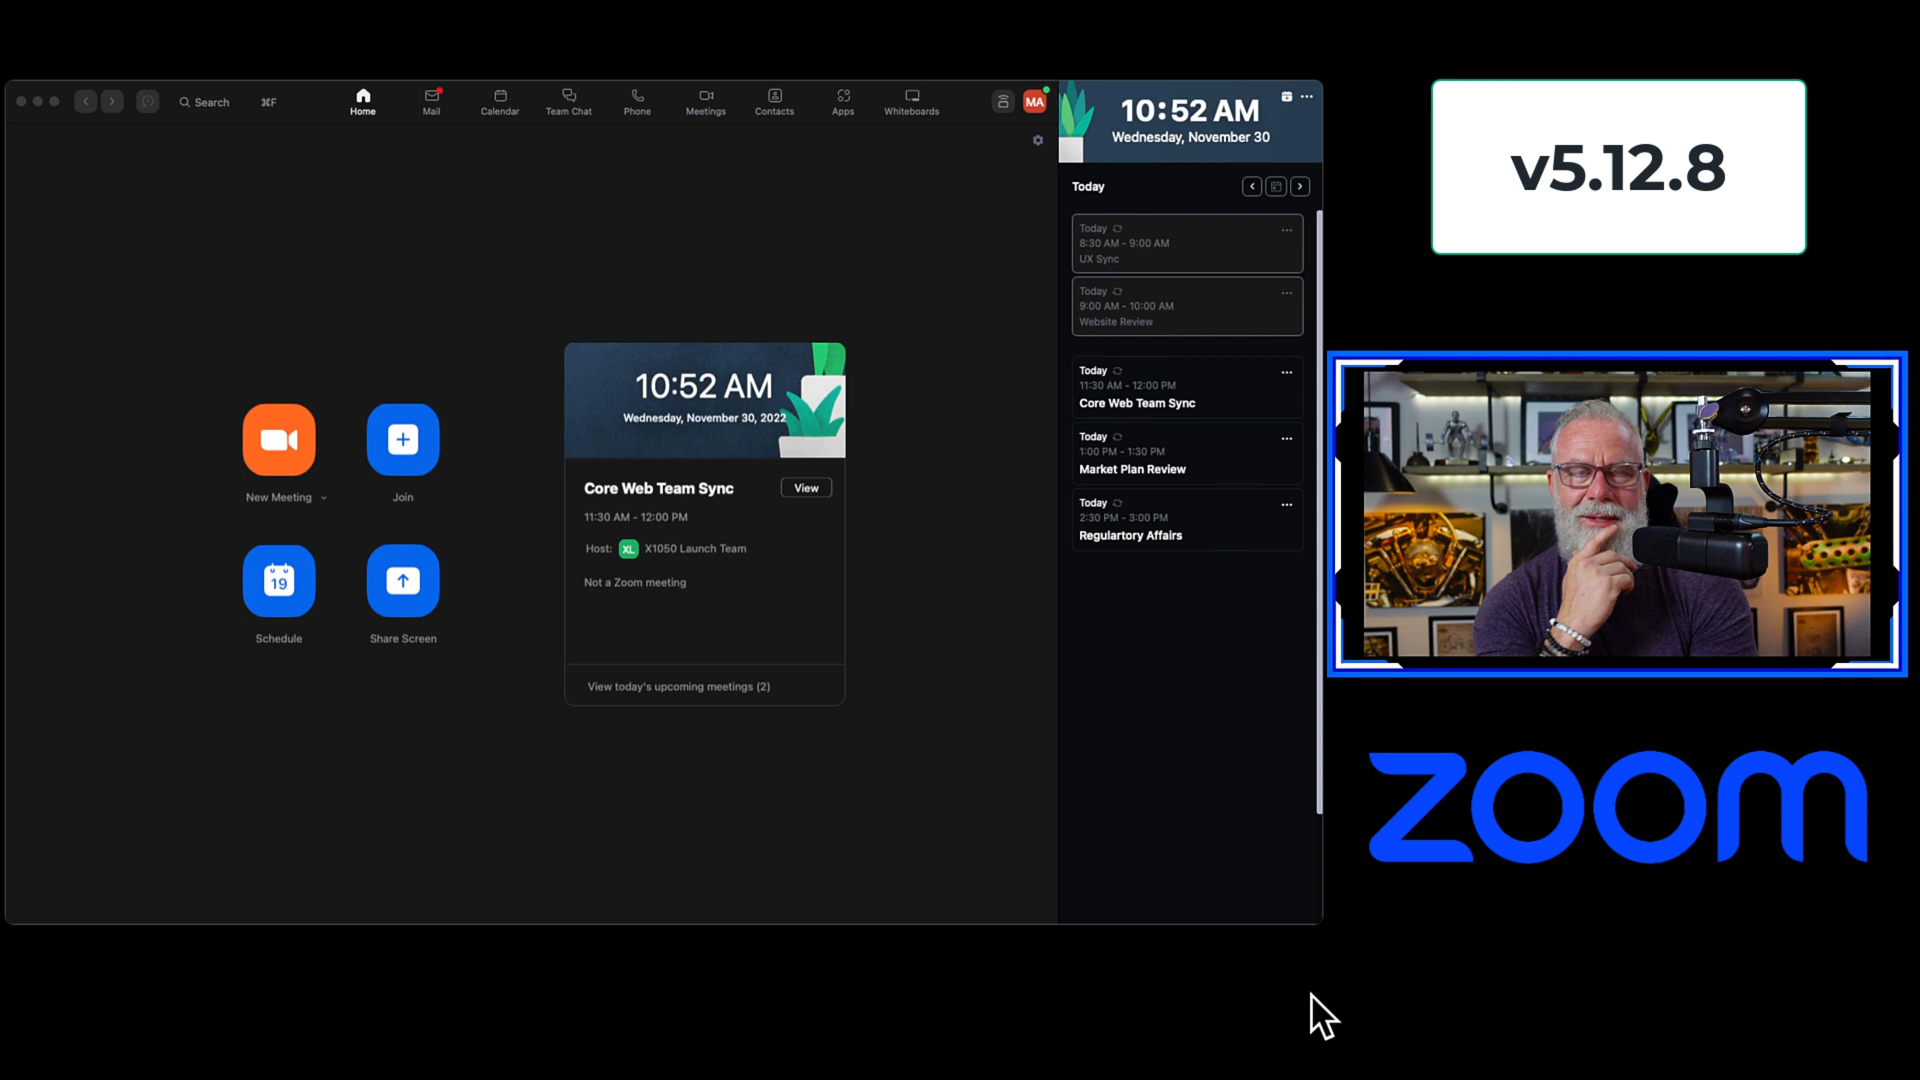 Search ⌘F
Home
Mail
Calendar
Team Chat
Phone
Meetings
Contacts
Apps
Whiteboards
MA
New Meeting
Join
19
Schedule
Share Screen
10:52 AM
Wednesday, November 30, 2022
Core Web Team Sync
View
11:30 AM - 12:00 PM
Host: XL X1050 Launch Team
Not a Zoom meeting
View today's upcoming meetings (2)
10:52 AM
Wednesday, November 30
Today
Today
8:30 AM - 9:00 AM
UX Sync
Today
9:00 AM - 10:00 AM
Website Review
Today
11:30 AM - 12:00 PM
Core Web Team Sync
Today
1:00 PM - 1:30 PM
Market Plan Review
Today
2:30 PM - 3:00 PM
Regulartory Affairs
v5.12.8
zoom